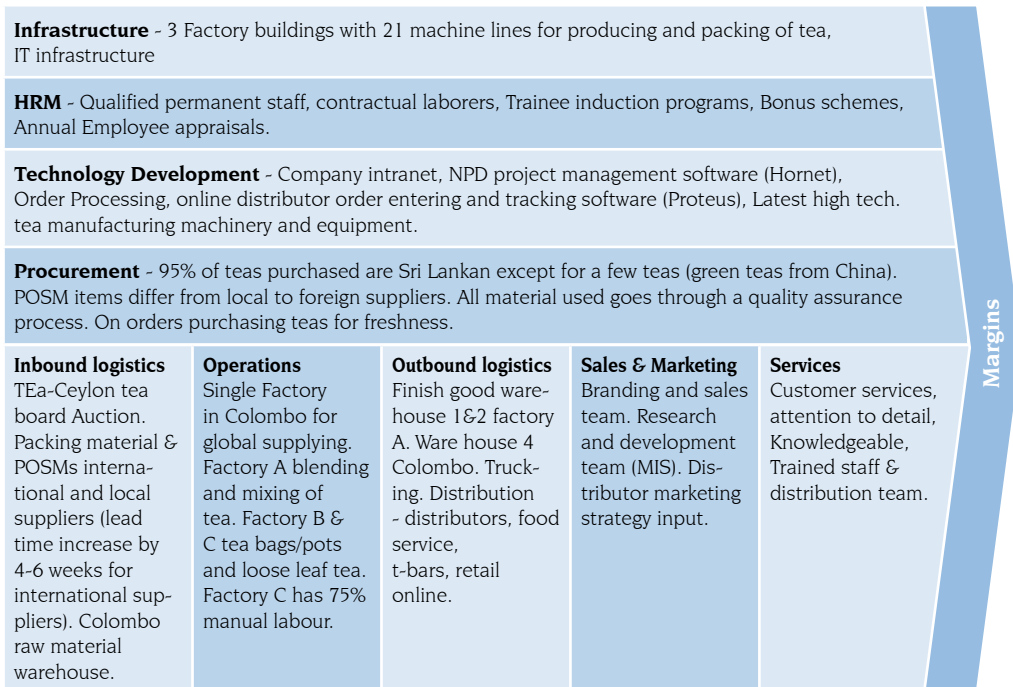 Infrastructure - 3 Factory buildings with 21 machine lines for producing and packing of tea,
IT infrastructure
HRM - Qualified permanent staff, contractual laborers, Trainee induction programs, Bonus schemes,
Annual Employee appraisals.
Technology Development - Company intranet, NPD project management software (Hornet),
Order Processing, online distributor order entering and tracking software (Proteus), Latest high tech.
tea manufacturing machinery and equipment.
Procurement - 95% of teas purchased are Sri Lankan except for a few teas (green teas from China).
POSM items differ from local to foreign suppliers. All material used goes through a quality assurance
process. On orders purchasing teas for freshness.
Inbound logistics
TEa-Ceylon tea
board Auction.
Packing material &
POSMs interna-
tional and local
suppliers (lead
time increase by
4-6 weeks for
international sup-
pliers). Colombo
raw material
warehouse.
Operations
Single Factory
in Colombo for
global supplying.
Factory A blending
and mixing of
tea. Factory B &
C tea bags/pots
and loose leaf tea.
Factory C has 75%
manual labour.
Outbound logistics
Finish good ware-
house 1&2 factory
A. Ware house 4
Colombo. Truck-
ing. Distribution
- distributors, food
service,
t-bars, retail
online.
Sales & Marketing
Branding and sales
team. Research
and development
team (MIS). Dis-
tributor marketing
strategy input.
Services
Customer services,
attention to detail,
Knowledgeable,
Trained staff &
distribution team.
Margins